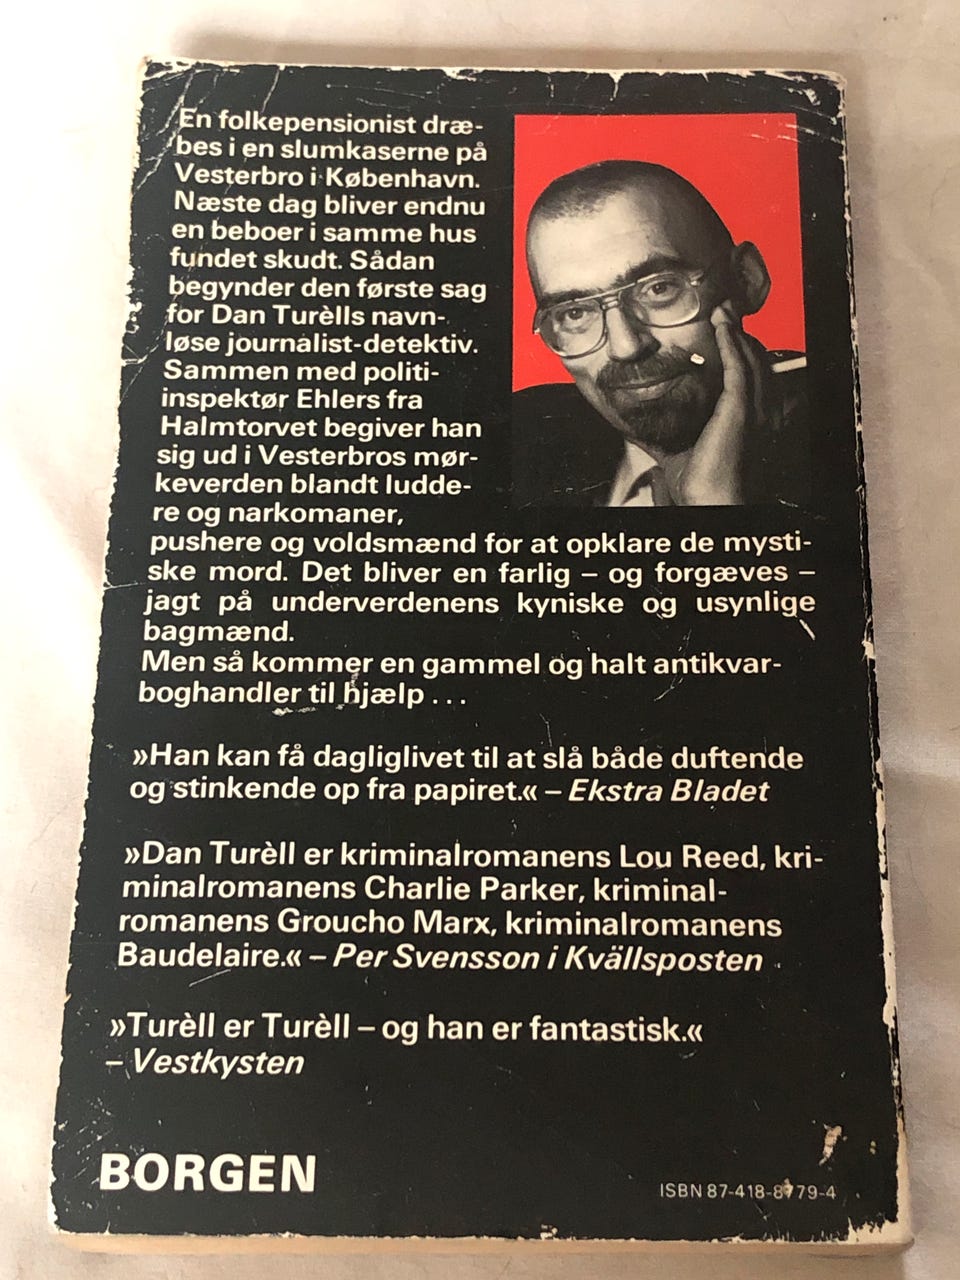 En folkepensionist dræ-
bes i en slumkaserne på
Vesterbro i København.
Næste dag bliver endnu
en beboer i samme hus
fundet skudt. Sådan
begynder den første sag
for Dan Turèlls navn-
løse journalist-detektiv.
Sammen med politi-
inspektør Ehlers fra
Halmtorvet begiver han
sig ud i Vesterbros mør-
keverden blandt ludde-
re og narkomaner,
pushere og voldsmænd for at opklare de mysti-
ske mord. Det bliver en farlig – og forgæves –
jagt på underverdenens kyniske og usynlige
bagmænd.
Men så kommer en gammel og halt antikvar-
boghandler til hjælp . . .
»Han kan få dagliglivet til at slå både duftende
og stinkende op fra papiret.« – Ekstra Bladet
»Dan Turèll er kriminalromanens Lou Reed, kri-
minalromanens Charlie Parker, kriminal-
romanens Groucho Marx, kriminalromanens
Baudelaire.« – Per Svensson i Kvällsposten
»Turèll er Turèll – og han er fantastisk.«
– Vestkysten
BORGEN
ISBN